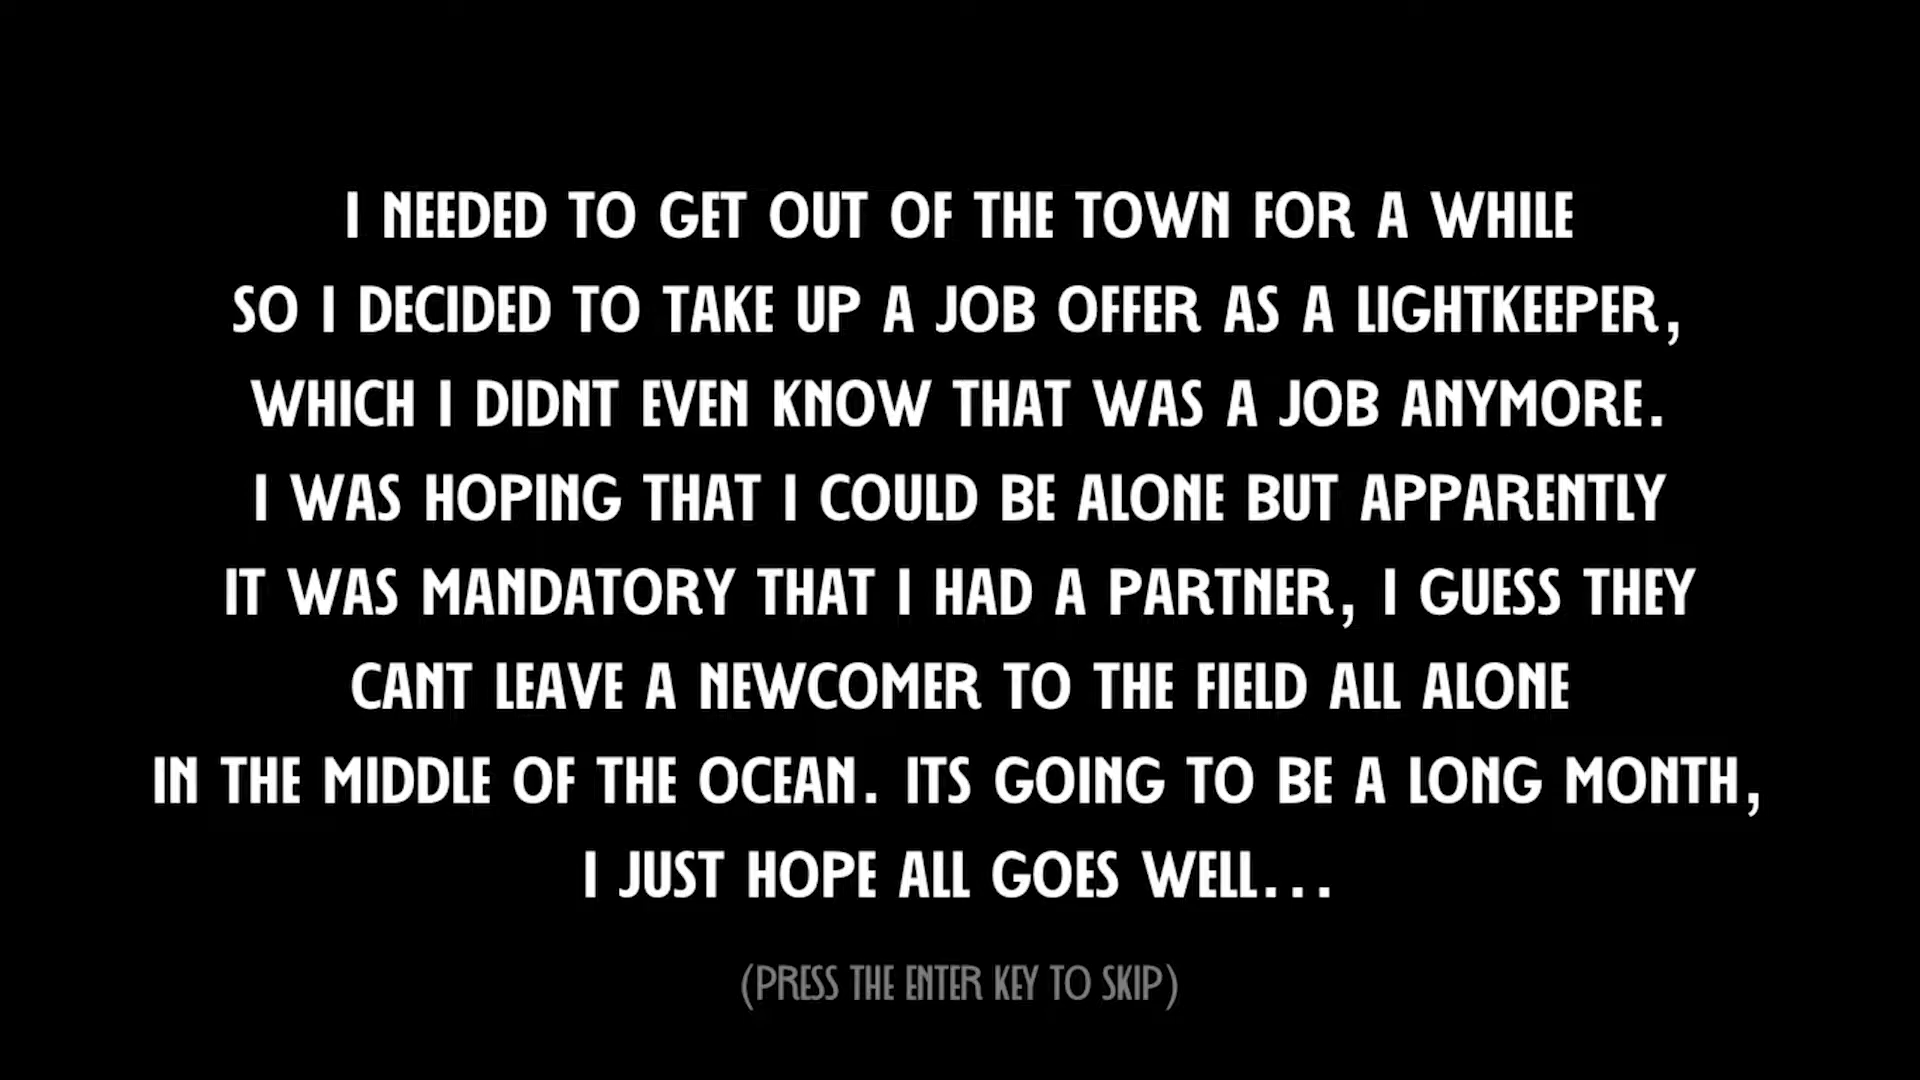 I NEEDED TO GET OUT OF THE TOWN FOR A WHILE
SO I DECIDED TO TAKE UP A JOB OFFER AS A LIGHTKEEPER,
WHICH I DIDNT EVEN KNOW THAT WAS A JOB ANYMORE.
I WAS HOPING THAT I COULD BE ALONE BUT APPARENTLY
IT WAS MANDATORY THAT I HAD A PARTNER, I GUESS THEY
CANT LEAVE A NEWCOMER TO THE FIELD ALL ALONE
IN THE MIDDLE OF THE OCEAN. ITS GOING TO BE A LONG MONTH,
I JUST HOPE ALL GOES WELL...
(PRESS THE ENTER KEY TO SKIP)